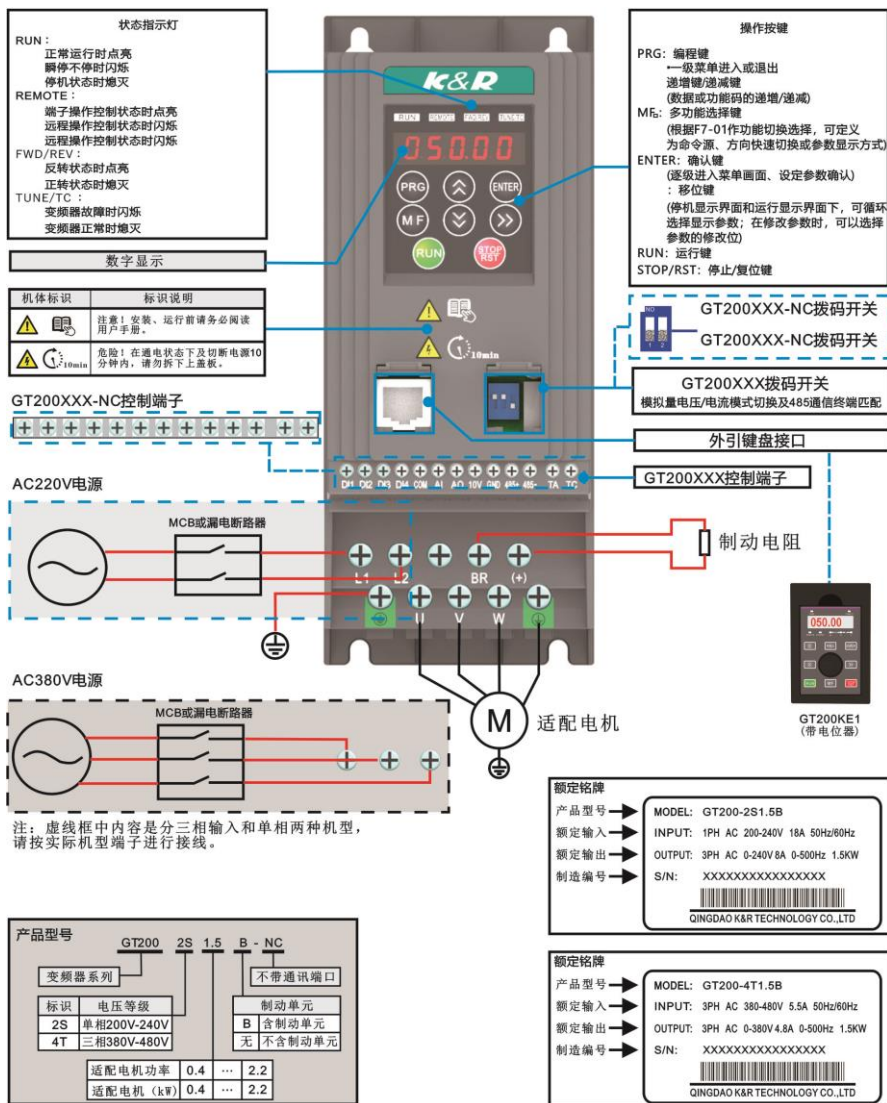 状态指示灯
RUN：
正常运行时点亮
瞬停不停时闪烁
停机状态时熄灭
REMOTE：
端子操作控制状态时点亮
远程操作控制状态时闪烁
远程操作控制状态时闪烁
FWD/REV：
反转状态时点亮
正转状态时熄灭
TUNE/TC：
变频器故障时闪烁
变频器正常时熄灭
数字显示
机体标识 标识说明
注意！安装、运行前请务必阅读
用户手册。
10min
危险！在通电状态下及切断电源10
分钟内，请勿拆下上盖板。
K&R
RUN REMOTE FWD/REV TUNE/TC
050.00
PRG ENTER
MF
RUN STOP RST
10min
操作按键
PRG：编程键
一级菜单进入或退出
递增键/递减键
(数据或功能码的递增/递减)
MF：多功能选择键
(根据F7-01作功能切换选择，可定义
为命令源、方向快速切换或参数显示方式)
ENTER：确认键
(逐级进入菜单画面、设定参数确认)
：移位键
(停机显示界面和运行显示界面下，可循环
选择显示参数；在修改参数时，可以选择
参数的修改位)
RUN：运行键
STOP/RST：停止/复位键
NO
1 2
GT200XXX-NC拨码开关
GT200XXX-NC拨码开关
GT200XXX拨码开关
模拟量电压/电流模式切换及485通信终端匹配
外引键盘接口
GT200XXX控制端子
GT200XXX-NC控制端子
DI1 DI2 DI3 DI4 COM AI AO 10V GND 485+ 485- TA TC
AC220V电源
MCB或漏电断路器
L1 L2 BR (+)
U V W
制动电阻
M
适配电机
050.00
GT200KE1
(带电位器)
AC380V电源
MCB或漏电断路器
注：虚线框中内容是分三相输入和单相两种机型，
请按实际机型端子进行接线。
产品型号
GT200 2S 1.5 B - NC
变频器系列
不带通讯端口
标识 电压等级
2S 单相200V-240V
4T 三相380V-480V
制动单元
B 含制动单元
无 不含制动单元
适配电机功率 0.4 ... 2.2
适配电机（kW） 0.4 ... 2.2
额定铭牌
产品型号 MODEL: GT200-2S1.5B
额定输入 INPUT: 1PH AC 200-240V 18A 50Hz/60Hz
额定输出 OUTPUT: 3PH AC 0-240V 8A 0-500Hz 1.5KW
制造编号 S/N: XXXXXXXXXXXXXXXX
QINGDAO K&R TECHNOLOGY CO.,LTD
额定铭牌
产品型号 MODEL: GT200-4T1.5B
额定输入 INPUT: 3PH AC 380-480V 5.5A 50Hz/60Hz
额定输出 OUTPUT: 3PH AC 0-380V 4.8A 0-500Hz 1.5KW
制造编号 S/N: XXXXXXXXXXXXXXXX
QINGDAO K&R TECHNOLOGY CO.,LTD